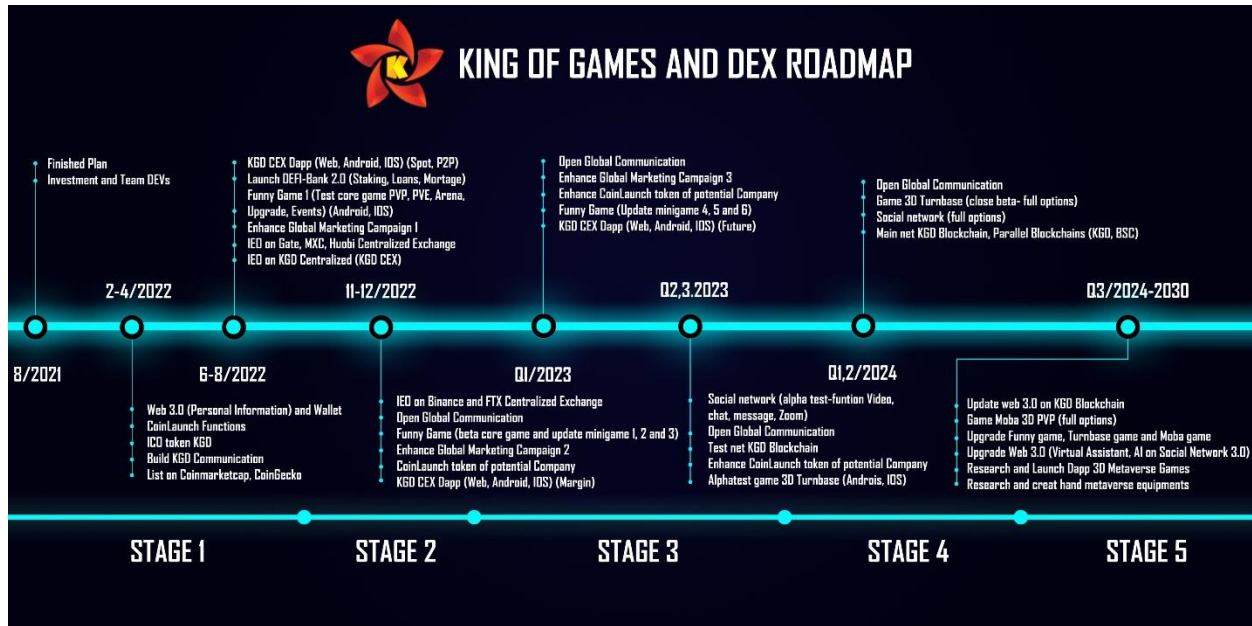 K
KING OF GAMES AND DEX ROADMAP
Finished Plan
Investment and Team DEVs
8/2021
2-4/2022
Web 3.0 (Personal Information) and Wallet
CoinLaunch Functions
ICO token KGD
Build KGD Communication
List on Coinmarketcap, CoinGecko
KGD CEX Dapp (Web, Android, IOS) (Spot, P2P)
Launch DEFI-Bank 2.0 (Staking, Loans, Mortage)
Funny Game 1 (Test core game PVP, PVE, Arena,
Upgrade, Events) (Android, IOS)
Enhance Global Marketing Campaign 1
IEO on Gate, MXC, Huobi Centralized Exchange
IEO on KGD Centralized (KGD CEX)
6-8/2022
11-12/2022
IEO on Binance and FTX Centralized Exchange
Open Global Communication
Funny Game (beta core game and update minigame 1, 2 and 3)
Enhance Global Marketing Campaign 2
CoinLaunch token of potential Company
KGD CEX Dapp (Web, Android, IOS) (Margin)
Open Global Communication
Enhance Global Marketing Campaign 3
Enhance CoinLaunch token of potential Company
Funny Game (Update minigame 4, 5 and 6)
KGD CEX Dapp (Web, Android, IOS) (Future)
Q1/2023
Q2,3.2023
Social network (alpha test-funtion Video,
chat, message, Zoom)
Open Global Communication
Test net KGD Blockchain
Enhance CoinLaunch token of potential Company
Alphatest game 3D Turnbase (Androis, IOS)
Open Global Communication
Game 3D Turnbase (close beta- full options)
Social network (full options)
Main net KGD Blockchain, Parallel Blockchains (KGD, BSC)
Q1,2/2024
Q3/2024-2030
Update web 3.0 on KGD Blockchain
Game Moba 3D PVP (full options)
Upgrade Funny game, Turnbase game and Moba game
Upgrade Web 3.0 (Virtual Assistant, AI on Social Network 3.0)
Research and Launch Dapp 3D Metaverse Games
Research and creat hand metaverse equipments
STAGE 1
STAGE 2
STAGE 3
STAGE 4
STAGE 5